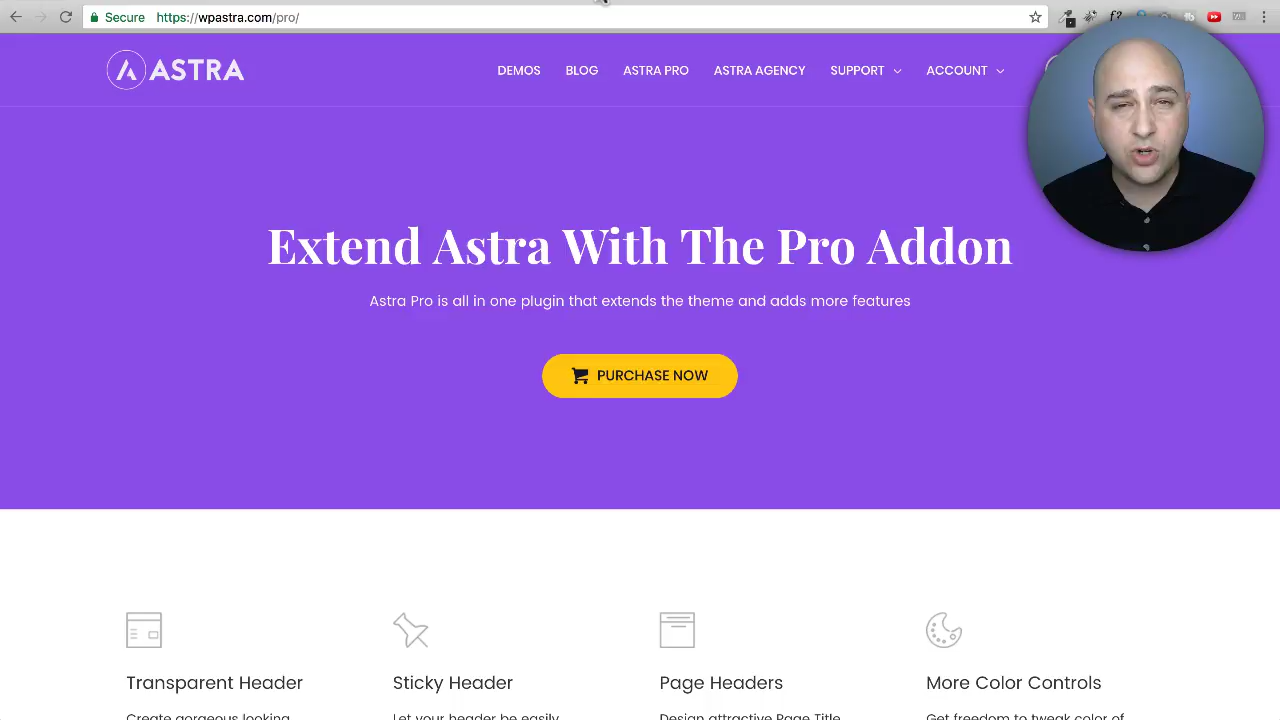 Secure https://wpastra.com/pro/
ASTRA
DEMOS BLOG ASTRA PRO ASTRA AGENCY SUPPORT ACCOUNT
Extend Astra With The Pro Addon
Astra Pro is all in one plugin that extends the theme and adds more features
PURCHASE NOW
Transparent Header Sticky Header Page Headers More Color Controls
Create gorgeous looking Let your header be easily Design attractive Page Title Get freedom to tweak color of